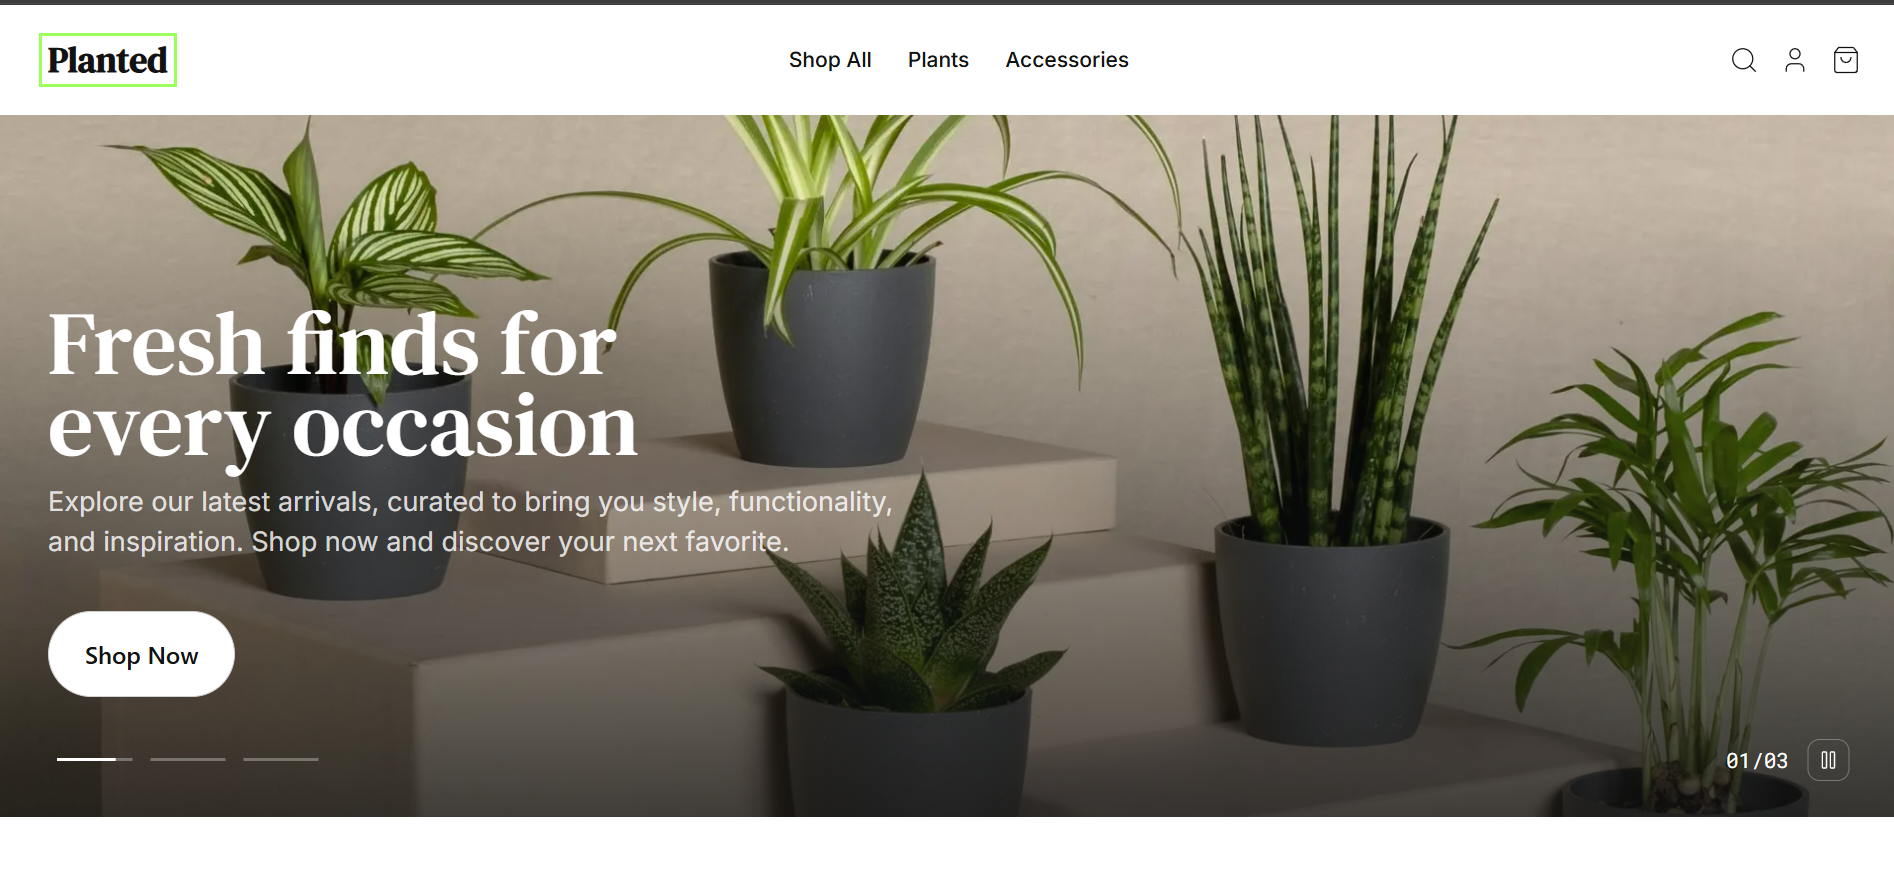 Planted
Shop All
Plants
Accessories
Fresh finds for
every occasion
Explore our latest arrivals, curated to bring you style, functionality,
and inspiration. Shop now and discover your next favorite.
Shop Now
01/03